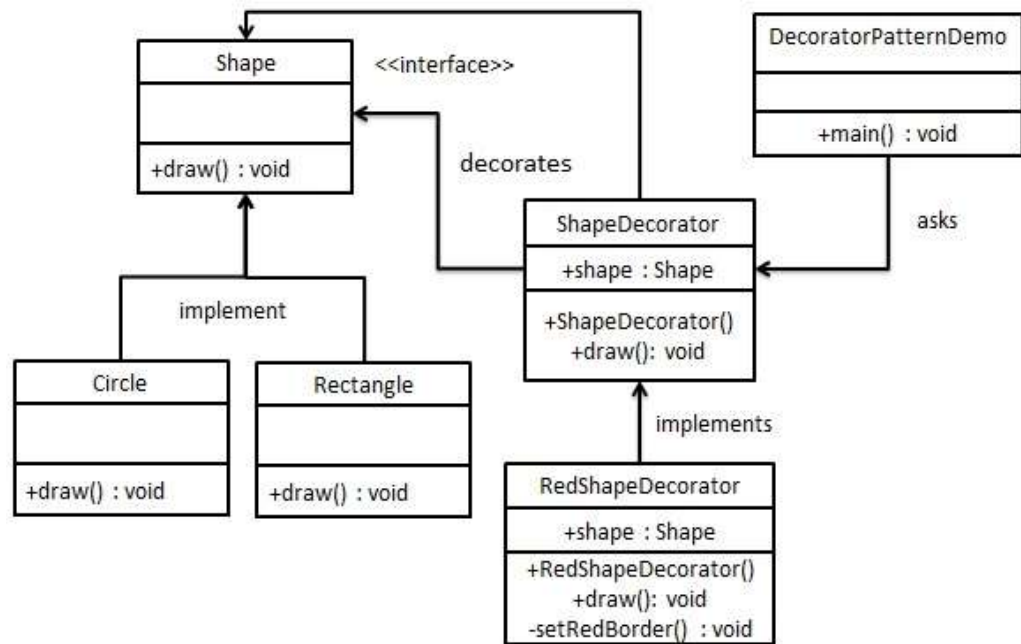 Shape
+draw() : void
<<interface>>
decorates
DecoratorPatternDemo
+main() : void
asks
ShapeDecorator
+shape : Shape
+ShapeDecorator()
+draw(): void
implement
Circle
+draw() : void
Rectangle
+draw() : void
implements
RedShapeDecorator
+shape : Shape
+RedShapeDecorator()
+draw(): void
-setRedBorder() : void